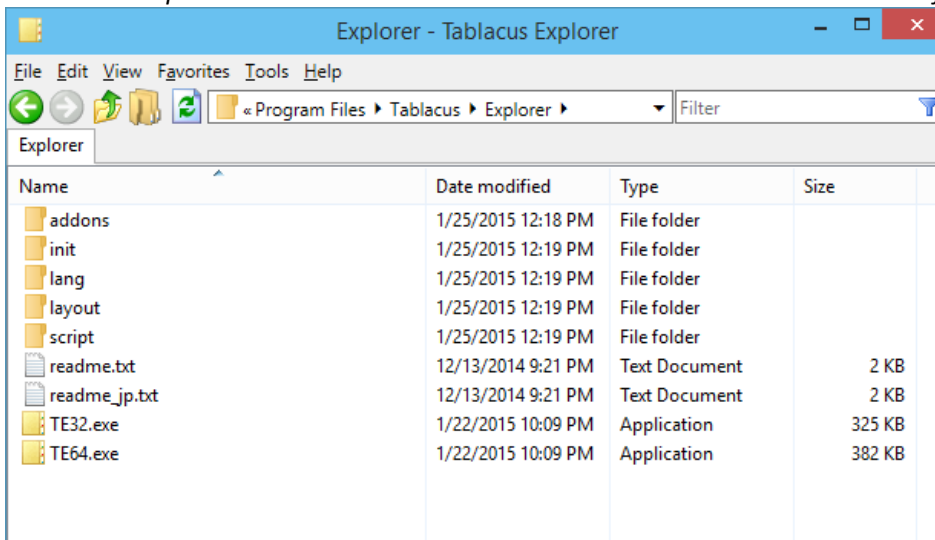 Explorer - Tablacus Explorer
File Edit View Favorites Tools Help
« Program Files Tablacus Explorer Filter
Explorer
Name Date modified Type Size
addons 1/25/2015 12:18 PM File folder
init 1/25/2015 12:19 PM File folder
lang 1/25/2015 12:19 PM File folder
layout 1/25/2015 12:19 PM File folder
script 1/25/2015 12:19 PM File folder
readme.txt 12/13/2014 9:21 PM Text Document 2 KB
readme_jp.txt 12/13/2014 9:21 PM Text Document 2 KB
TE32.exe 1/22/2015 10:09 PM Application 325 KB
TE64.exe 1/22/2015 10:09 PM Application 382 KB